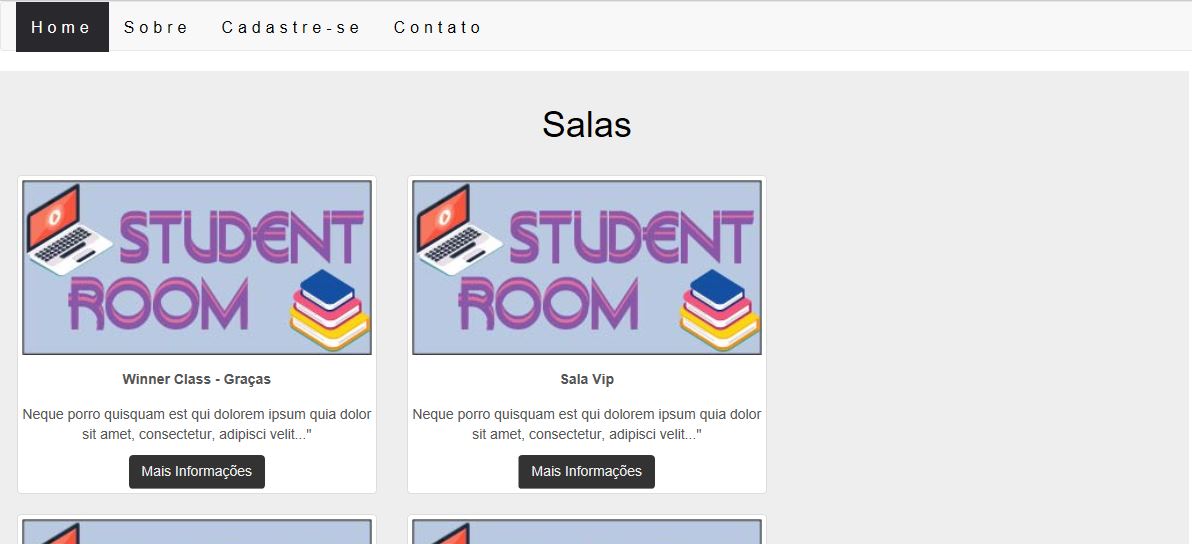 Home Sobre Cadastre-se Contato
Salas
STUDENT
ROOM
STUDENT
ROOM
Winner Class - Graças
Neque porro quisquam est qui dolorem ipsum quia dolor
sit amet, consectetur, adipisci velit..."
Mais Informações
Sala Vip
Neque porro quisquam est qui dolorem ipsum quia dolor
sit amet, consectetur, adipisci velit..."
Mais Informações